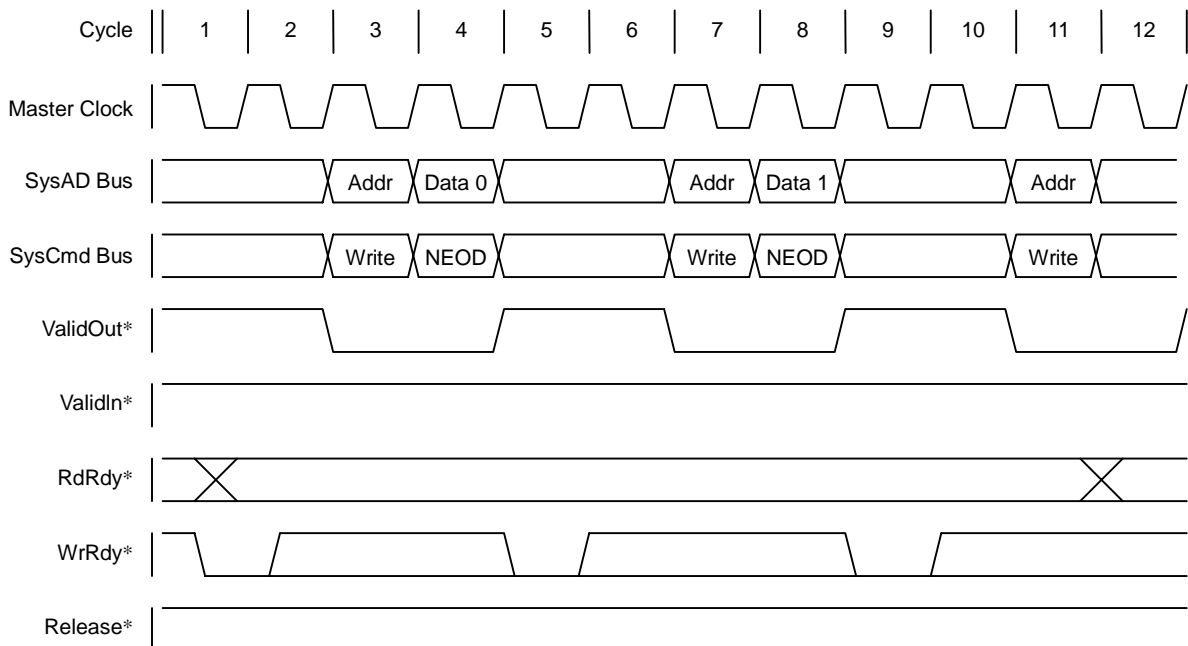 Cycle 1 2 3 4 5 6 7 8 9 10 11 12
Master Clock
SysAD Bus Addr Data 0 Addr Data 1 Addr
SysCmd Bus Write NEOD Write NEOD Write
ValidOut*
ValidIn*
RdRdy*
WrRdy*
Release*